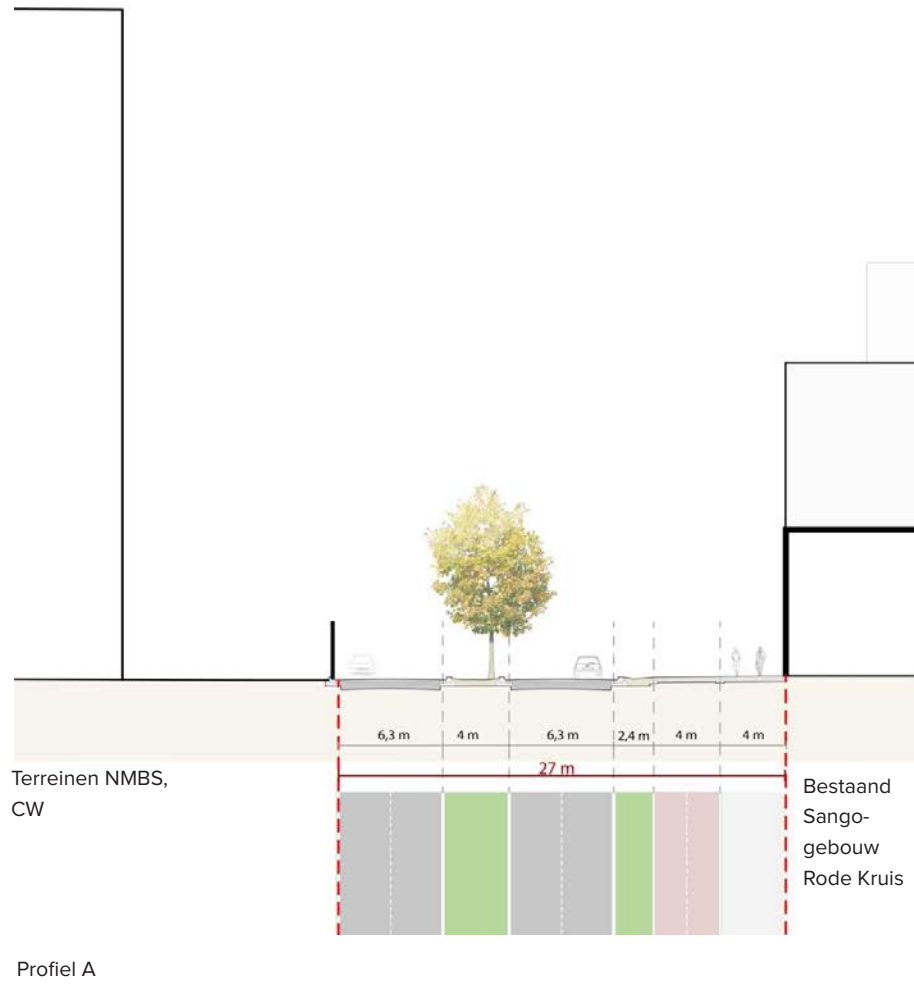 6,3 m
4 m
6,3 m
2,4 m
4 m
4 m
27 m
Terreinen NMBS,
CW
Bestaand
Sango-
gebouw
Rode Kruis
Profiel A